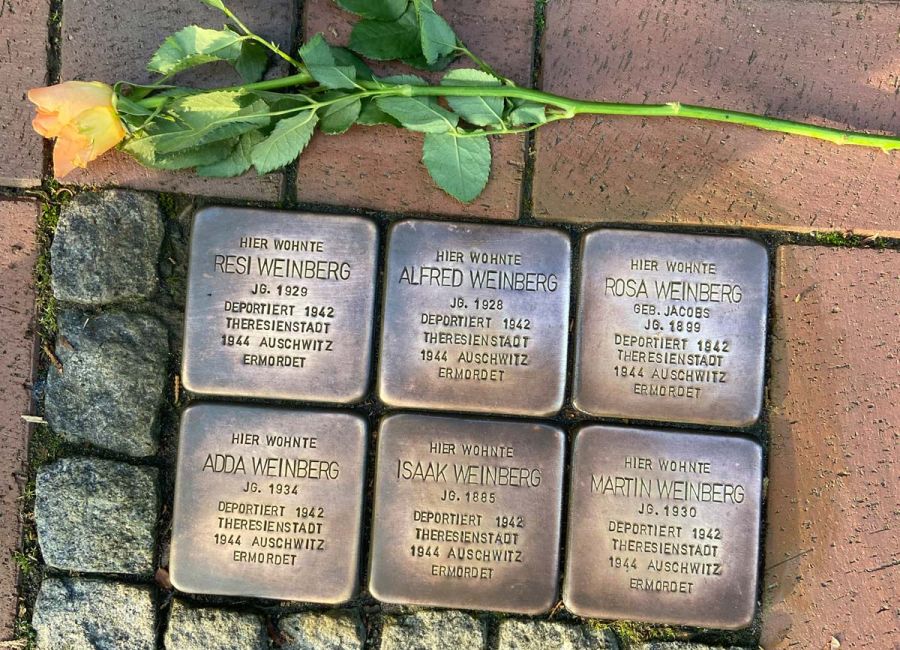 HIER WOHNTE
RESI WEINBERG
JG. 1929
DEPORTIERT 1942
THERESIENSTADT
1944 AUSCHWITZ
ERMORDET
HIER WOHNTE
ALFRED WEINBERG
JG. 1928
DEPORTIERT 1942
THERESIENSTADT
1944 AUSCHWITZ
ERMORDET
HIER WOHNTE
ROSA WEINBERG
GEB. JACOBS
JG. 1899
DEPORTIERT 1842
THERESIENSTADT
1944 AUSCHWITZ
ERMORDET
HIER WOHNTE
ADDA WEINBERG
JG. 1934
DEPORTIERT 1942
THERESIENSTADT
1944 AUSCHWITZ
ERMORDET
HIER WOHNTE
ISAAK WEINBERG
JG. 1885
DEPORTIERT 1942
THERESIENSTADT
1944 AUSCHWITZ
ERMORDET
HIER WOHNTE
MARTIN WEINBERG
JG. 1930
DEPORTIERT 1942
THERESIENSTADT
1944 AUSCHWITZ
ERMORDET